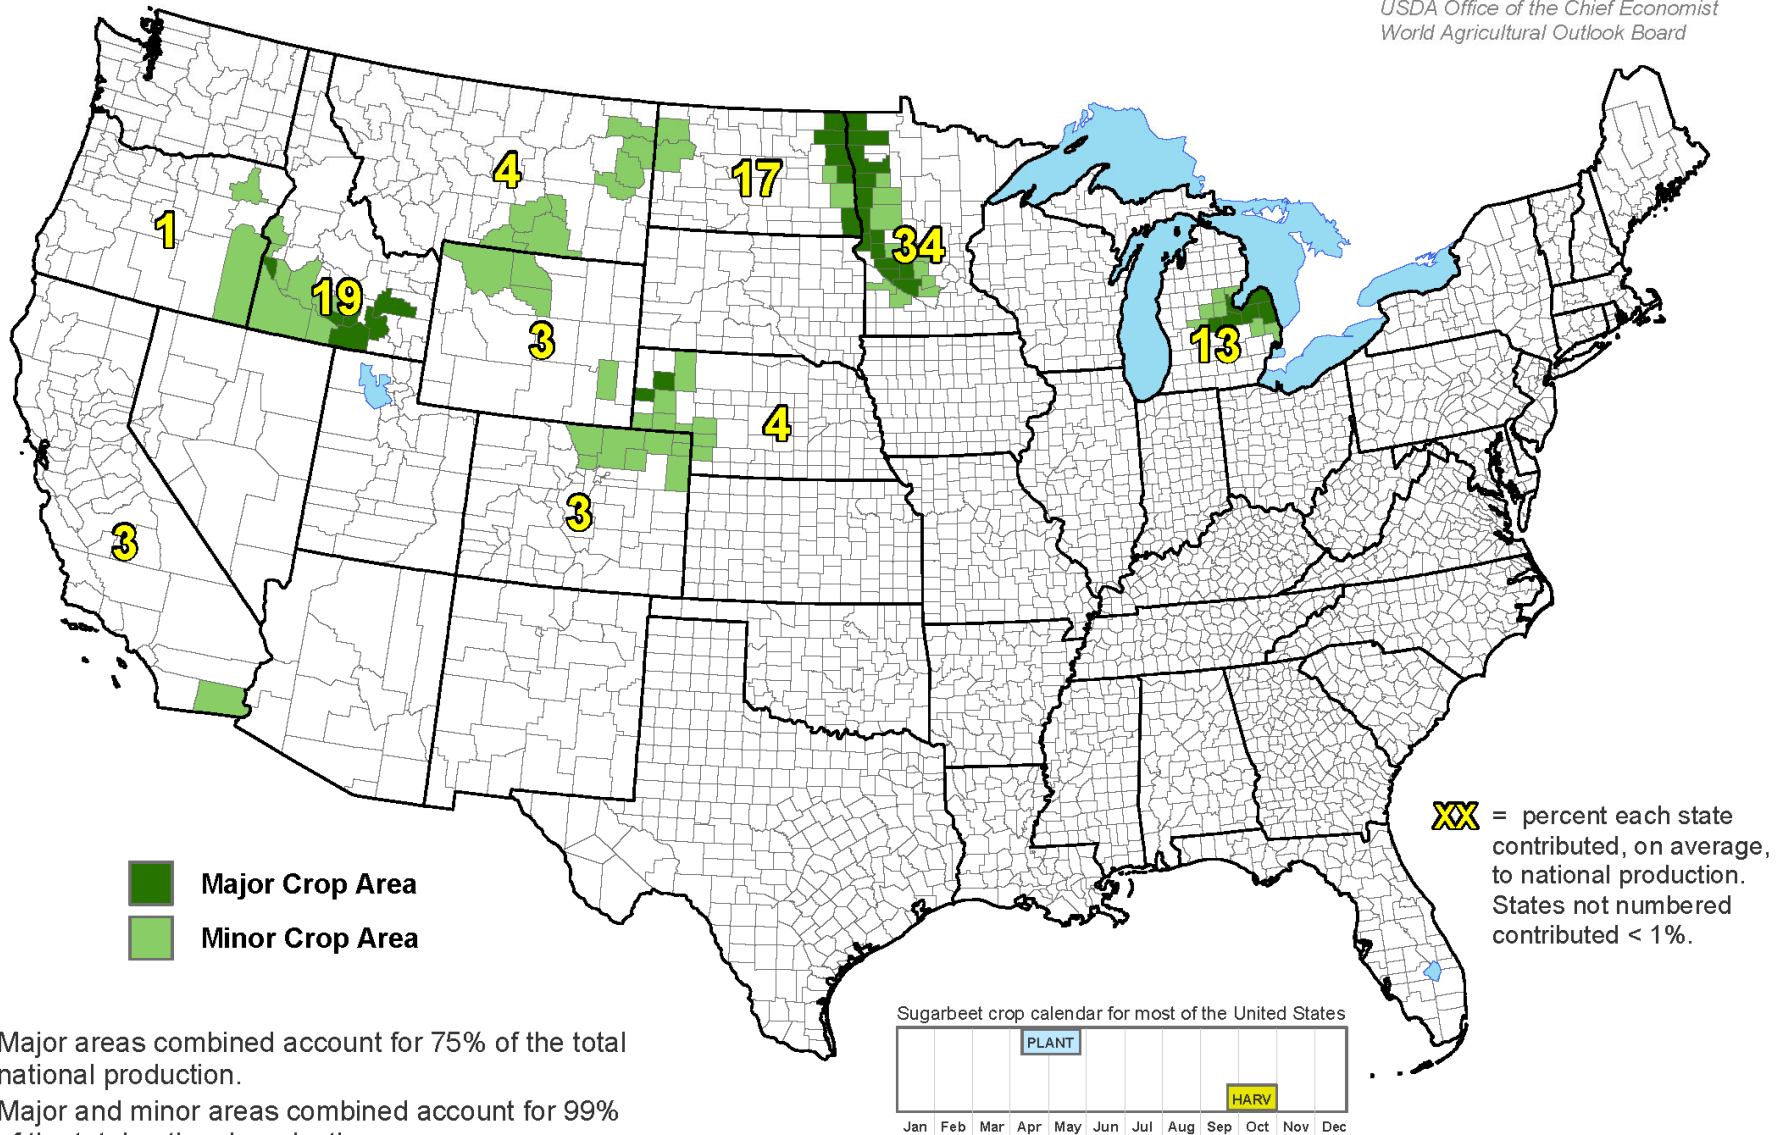 USDA Office of the Chief Economist
World Agricultural Outlook Board
4
17
1
34
19
3
13
4
3
3
XX = percent each state
contributed, on average,
to national production.
States not numbered
contributed < 1%.
Major Crop Area
Minor Crop Area
Major areas combined account for 75% of the total
national production.
Major and minor areas combined account for 99%
Sugarbeet crop calendar for most of the United States
PLANT
HARV
Jan Feb Mar Apr May Jun Jul Aug Sep Oct Nov Dec